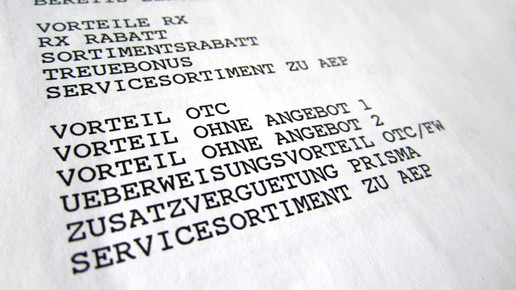 VORTEILE RX
RX RABATT
SORTIMENTSRABATT
TREUEBONUS
SERVICESORTIMENT ZU AEP
VORTEIL OTC
VORTEIL OHNE ANGEBOT 1
VORTEIL OHNE ANGEBOT 2
UEBERWEISUNGSVORTEIL OTC/FW
ZUSATZVERGUETUNG PRISMA
SERVICESORTIMENT ZU AEP